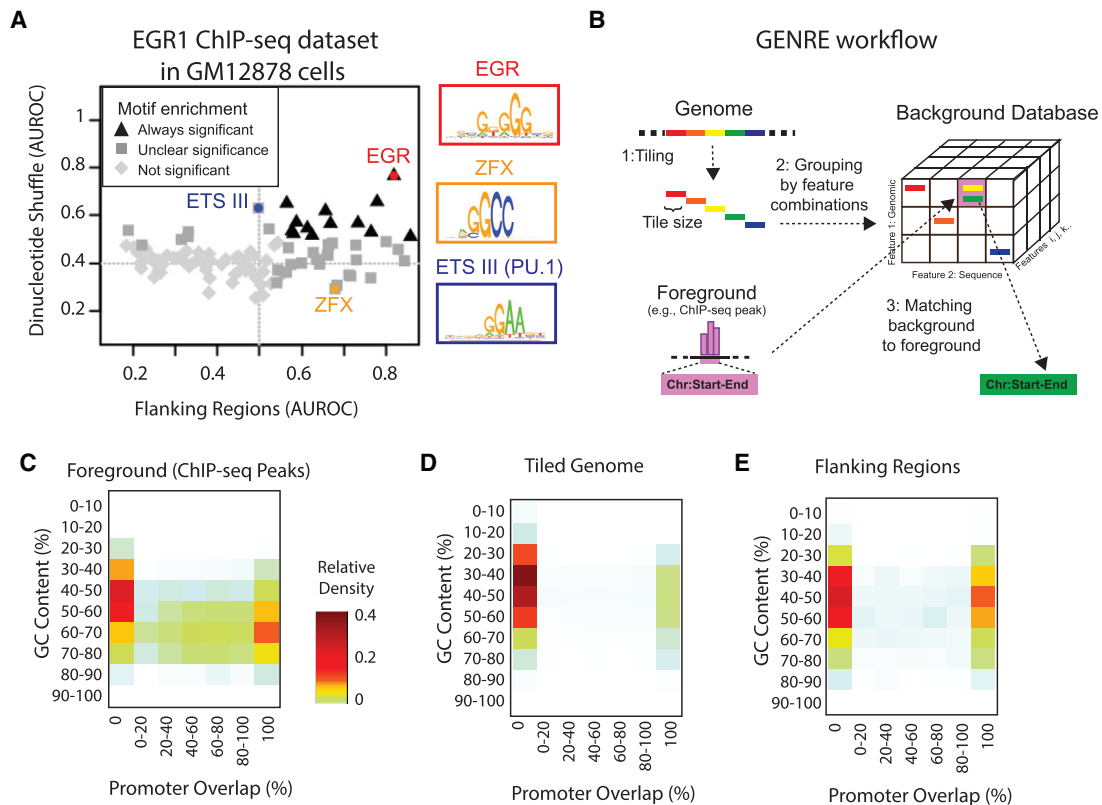 A
EGR1 ChIP-seq dataset
in GM12878 cells
Dinucleotide Shuffle (AUROC)
1
0.8
0.6
0.4
0.2
Motif enrichment
Always significant
Unclear significance
Not significant
EGR
ETS III
ZFX
0.2
0.4
0.6
0.8
Flanking Regions (AUROC)
EGR
ZFX
ETS III (PU.1)
B
GENRE workflow
Genome
1:Tiling
Tile size
2: Grouping
by feature
combinations
Background Database
Feature 1: Genomic
Feature 2: Sequence
Features i, j, k..
Foreground
(e.g., ChIP-seq peak)
Chr:Start-End
3: Matching
background
to foreground
Chr:Start-End
C
Foreground (ChIP-seq Peaks)
GC Content (%)
0-10
10-20
20-30
30-40
40-50
50-60
60-70
70-80
80-90
90-100
0
0-20
20-40
40-60
60-80
80-100
100
Promoter Overlap (%)
Relative
Density
0.4
0.2
0
D
Tiled Genome
GC Content (%)
0-10
10-20
20-30
30-40
40-50
50-60
60-70
70-80
80-90
90-100
0
0-20
20-40
40-60
60-80
80-100
100
Promoter Overlap (%)
E
Flanking Regions
GC Content (%)
0-10
10-20
20-30
30-40
40-50
50-60
60-70
70-80
80-90
90-100
0
0-20
20-40
40-60
60-80
80-100
100
Promoter Overlap (%)